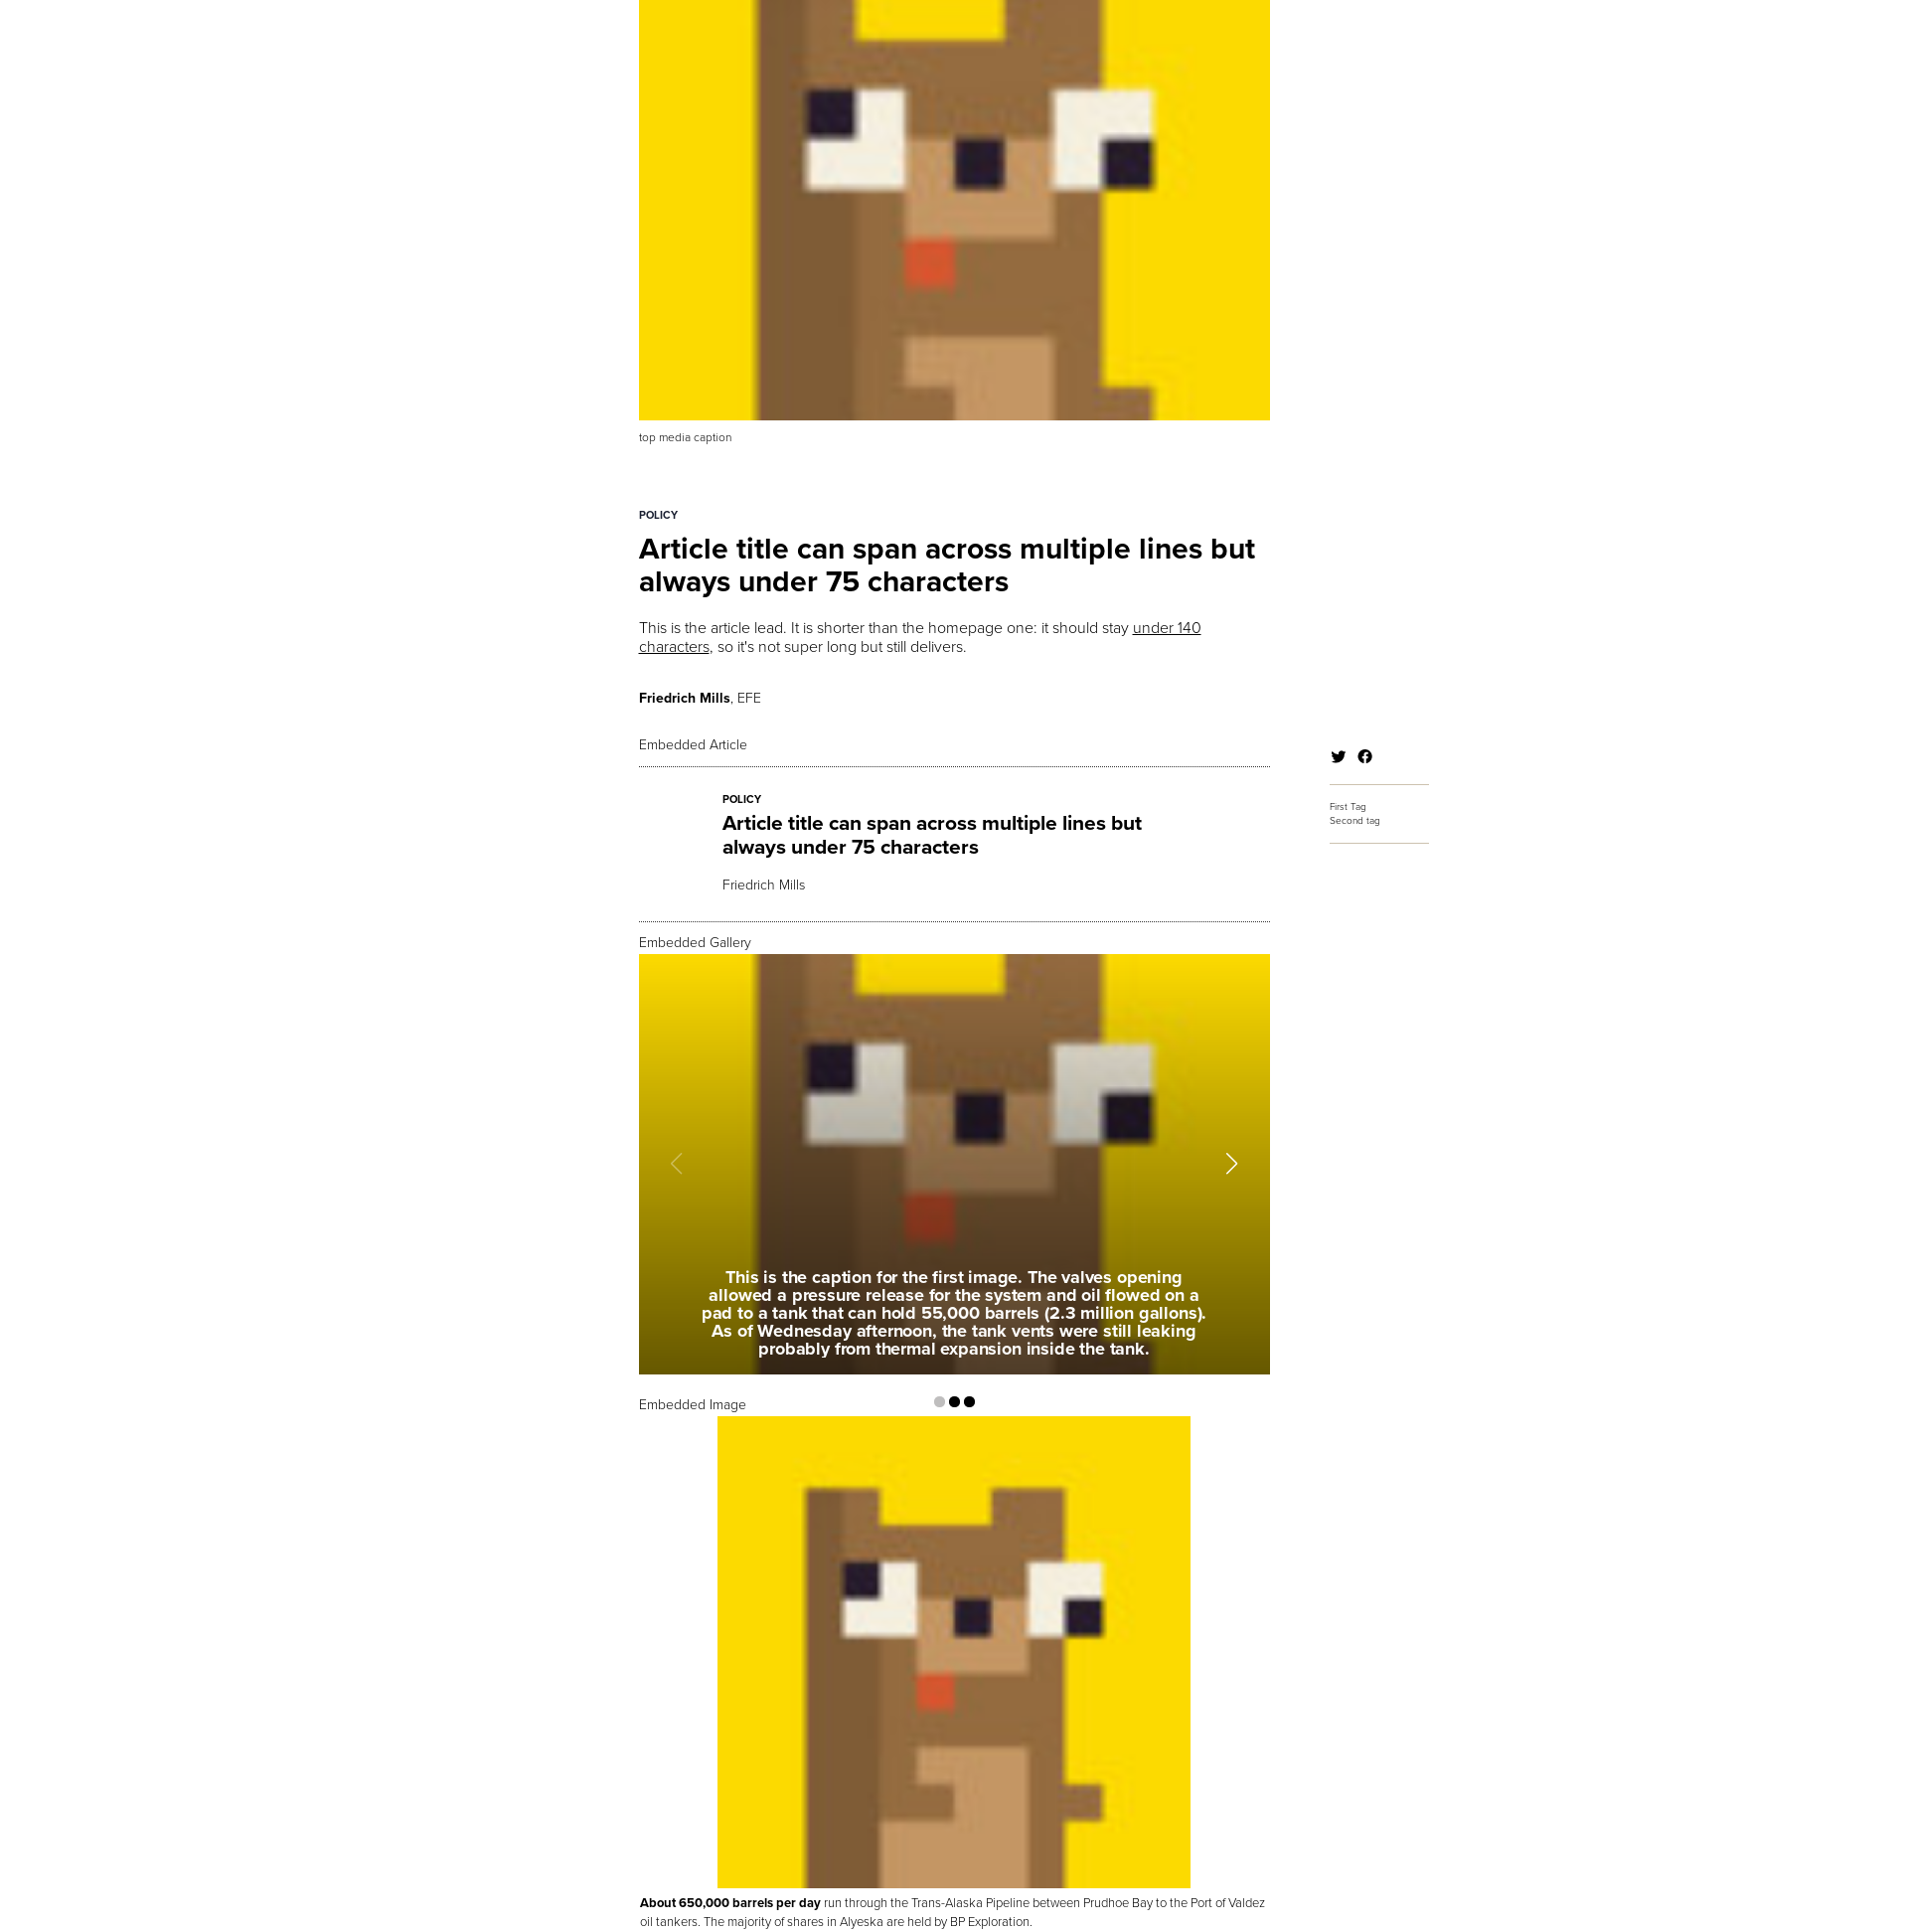 top media caption
POLICY
Article title can span across multiple lines but
always under 75 characters
This is the article lead. It is shorter than the homepage one: it should stay under 140
characters, so it's not super long but still delivers.
Friedrich Mills, EFE
Embedded Article
POLICY
Article title can span across multiple lines but
always under 75 characters
Friedrich Mills
First Tag
Second tag
Embedded Gallery
This is the caption for the first image. The valves opening
allowed a pressure release for the system and oil flowed on a
pad to a tank that can hold 55,000 barrels (2.3 million gallons).
As of Wednesday afternoon, the tank vents were still leaking
probably from thermal expansion inside the tank.
Embedded Image
About 650,000 barrels per day run through the Trans-Alaska Pipeline between Prudhoe Bay to the Port of Valdez
oil tankers. The majority of shares in Alyeska are held by BP Exploration.